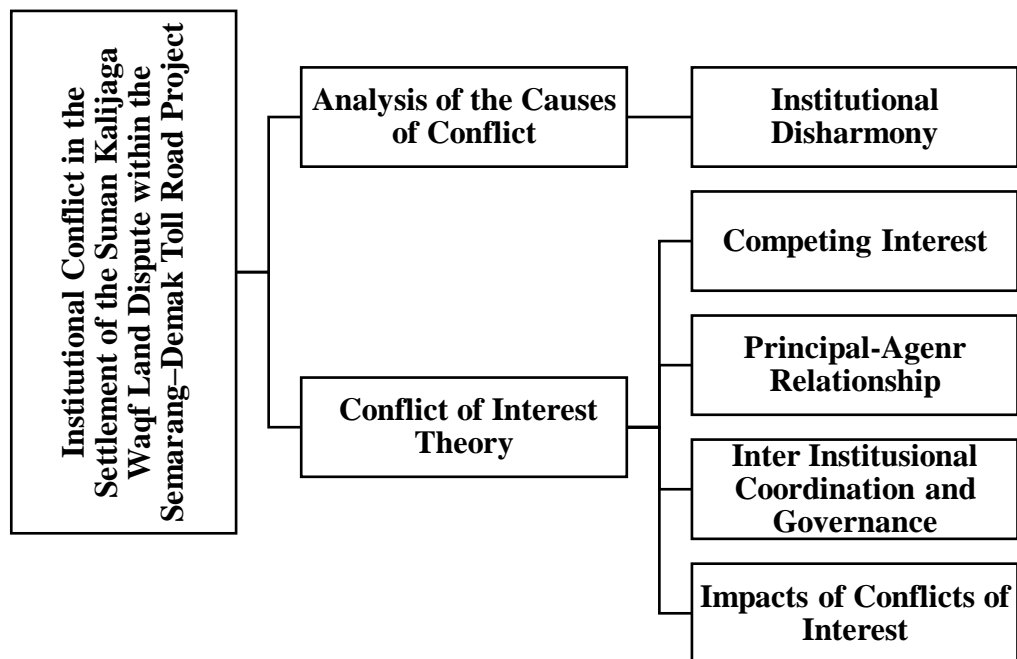 Institutional Conflict in the
Settlement of the Sunan Kalijaga
Waqf Land Dispute within the
Semarang–Demak Toll Road Project
Analysis of the Causes
of Conflict
Institutional
Disharmony
Conflict of Interest
Theory
Competing Interest
Principal-Agenr
Relationship
Inter Institusional
Coordination and
Governance
Impacts of Conflicts of
Interest